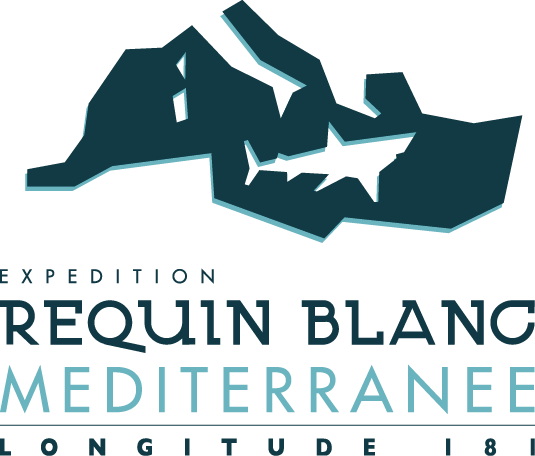 EXPEDITION
REQUIN BLANC
MEDITERRANEE
LONGITUDE 181